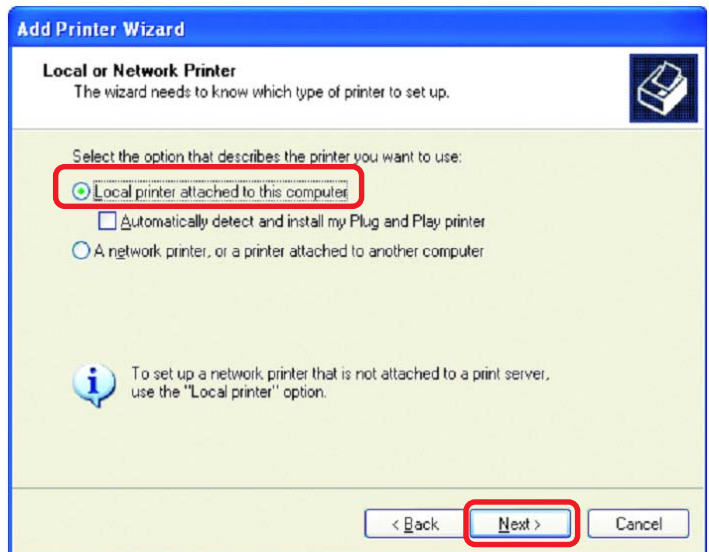 Add Printer Wizard
Local or Network Printer
The wizard needs to know which type of printer to set up.
Select the option that describes the printer you want to use:
Local printer attached to this computer
Automatically detect and install my Plug and Play printer
A network printer, or a printer attached to another computer
To set up a network printer that is not attached to a print server,
use the "Local printer" option.
< Back Next > Cancel